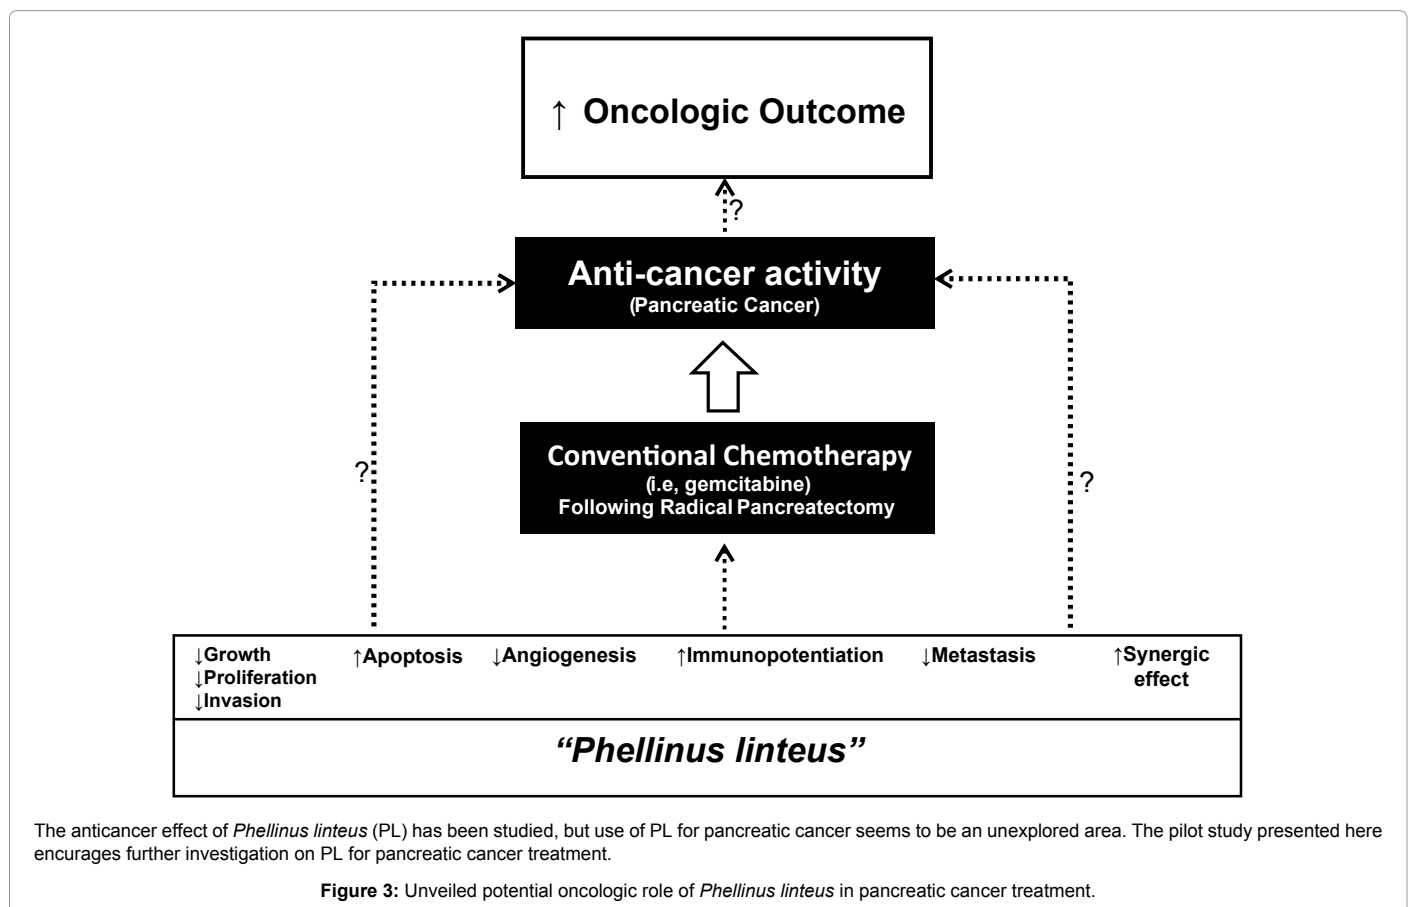 ↑ Oncologic Outcome
?
Anti-cancer activity
(Pancreatic Cancer)
?
?
Conventional Chemotherapy
(i.e, gemcitabine)
Following Radical Pancreatectomy
↓Growth
↓Proliferation
↓Invasion
↑Apoptosis
↓Angiogenesis
↑Immunopotentiation
↓Metastasis
↑Synergic
effect
“Phellinus linteus”
The anticancer effect of Phellinus linteus (PL) has been studied, but use of PL for pancreatic cancer seems to be an unexplored area. The pilot study presented here
encurages further investigation on PL for pancreatic cancer treatment.
Figure 3: Unveiled potential oncologic role of Phellinus linteus in pancreatic cancer treatment.